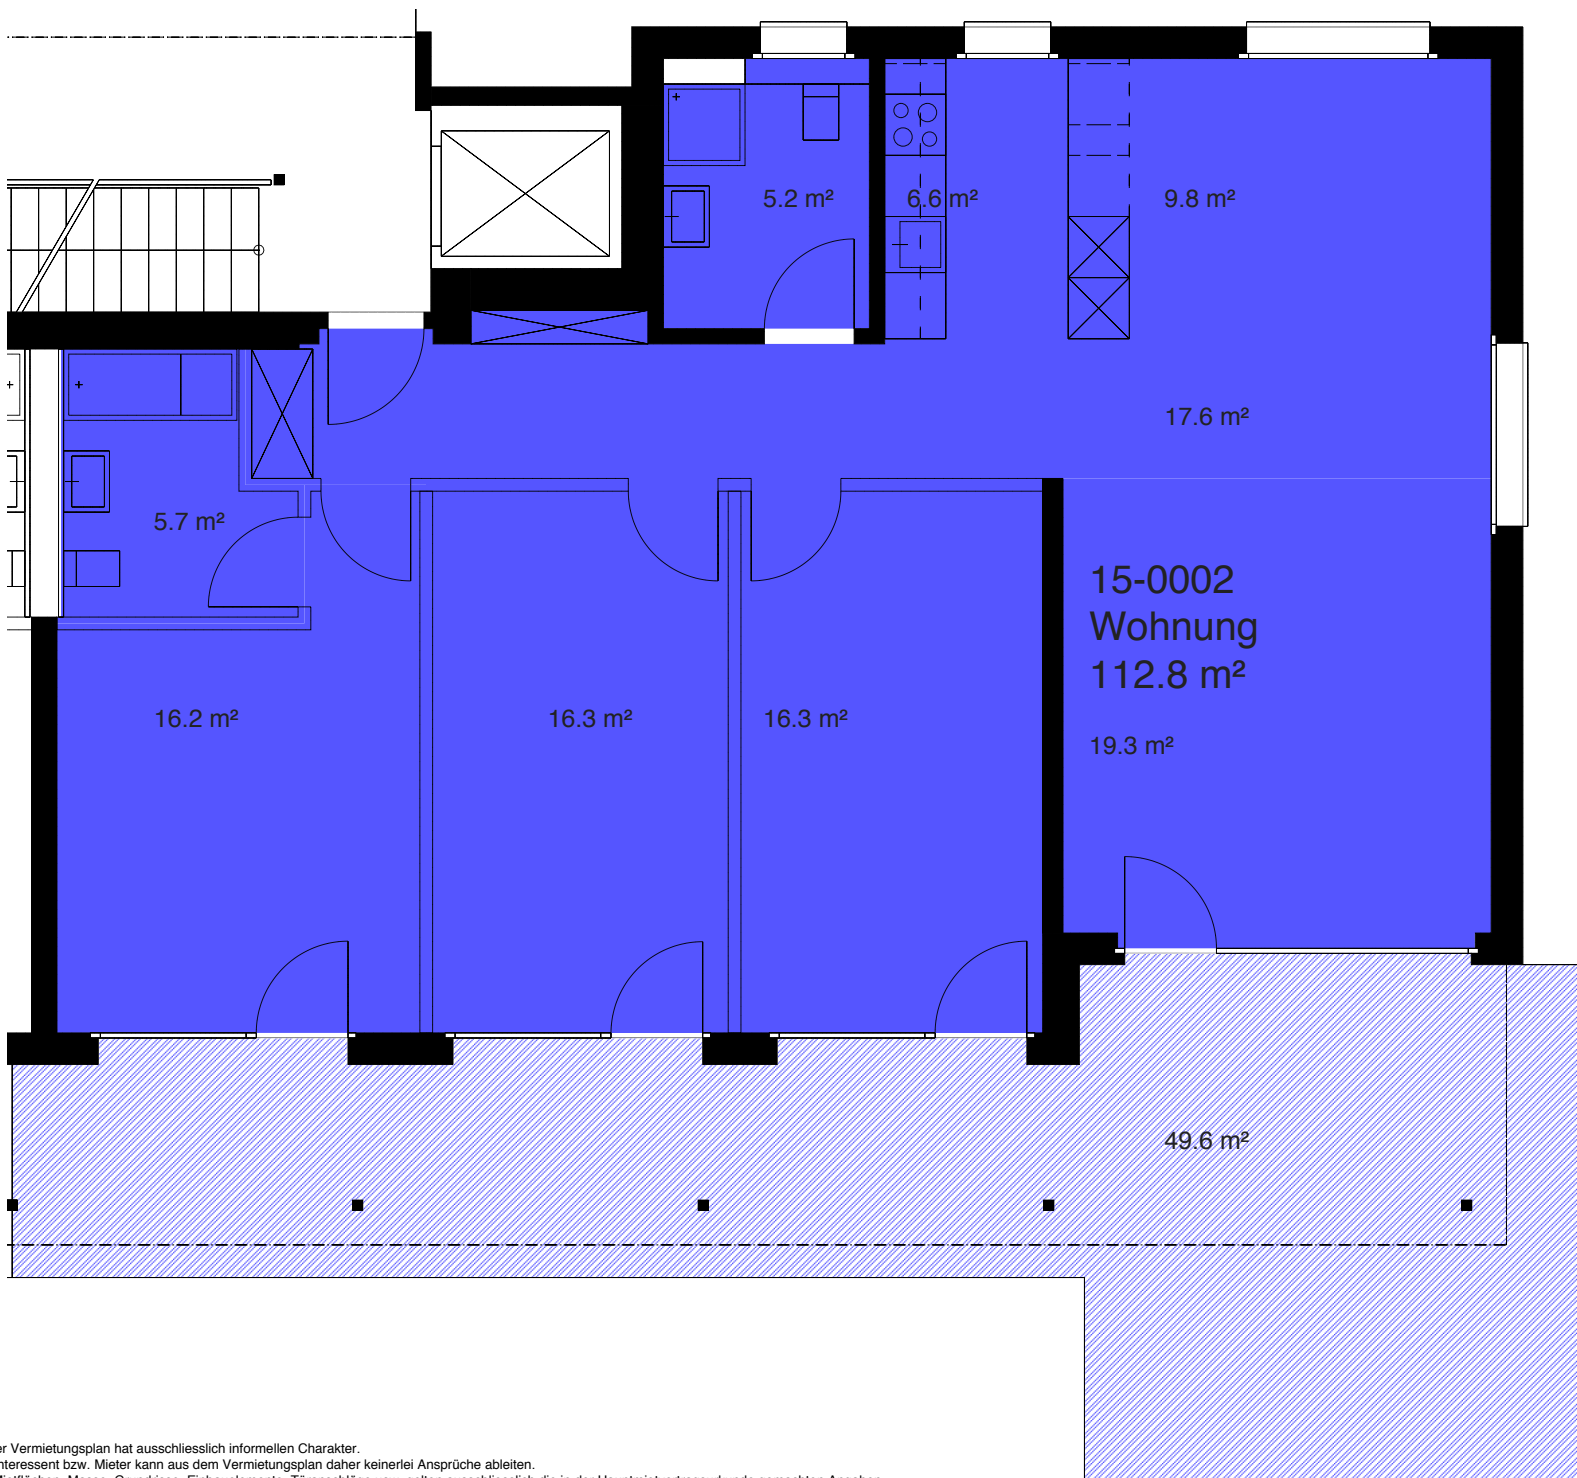 5.2 m²
6.6 m²
9.8 m²
17.6 m²
5.7 m²
15-0002
Wohnung
112.8 m²
16.2 m²
16.3 m²
16.3 m²
19.3 m²
49.6 m²
er Vermietungsplan hat ausschliesslich informellen Charakter.
nteressent bzw. Mieter kann aus dem Vermietungsplan daher keinerlei Ansprüche ableiten.